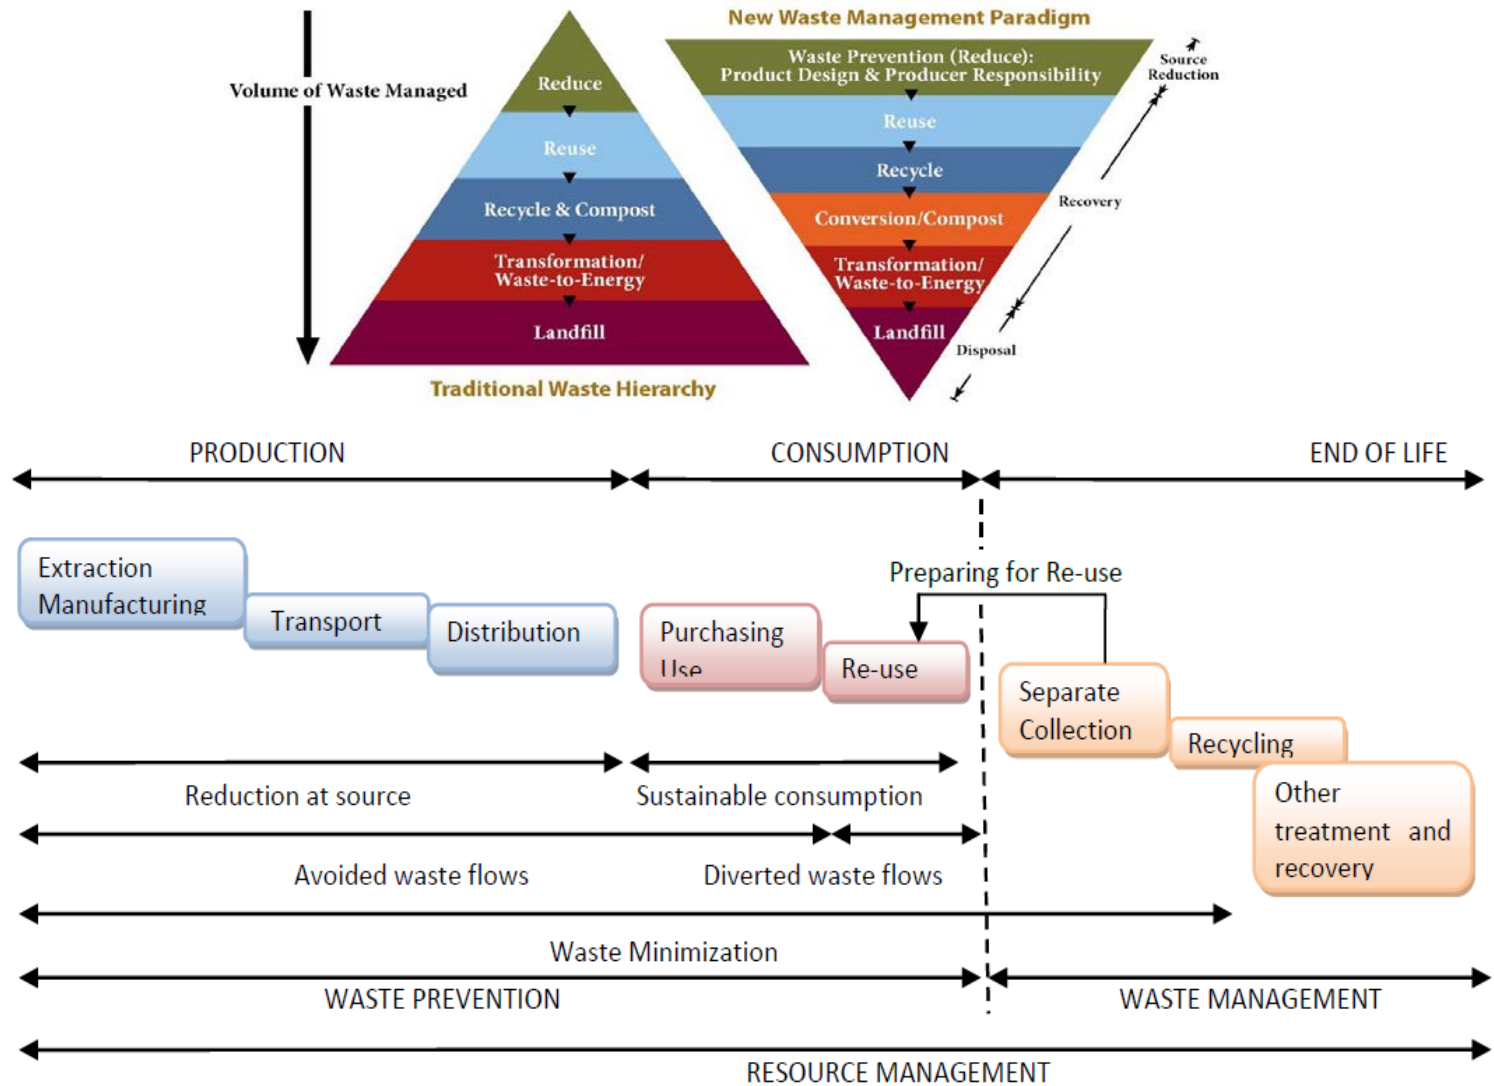 New Waste Management Paradigm
Volume of Waste Managed
Reduce
Reuse
Recycle & Compost
Transformation/
Waste-to-Energy
Landfill
Traditional Waste Hierarchy
Waste Prevention (Reduce):
Product Design & Producer Responsibility
Reuse
Recycle
Conversion/Compost
Transformation/
Waste-to-Energy
Landfill
Source
Reduction
Recovery
Disposal
PRODUCTION
CONSUMPTION
END OF LIFE
Extraction
Manufacturing
Transport
Distribution
Purchasing
Use
Re-use
Preparing for Re-use
Separate
Collection
Recycling
Other
treatment and
recovery
Reduction at source
Sustainable consumption
Avoided waste flows
Diverted waste flows
Waste Minimization
WASTE PREVENTION
WASTE MANAGEMENT
RESOURCE MANAGEMENT